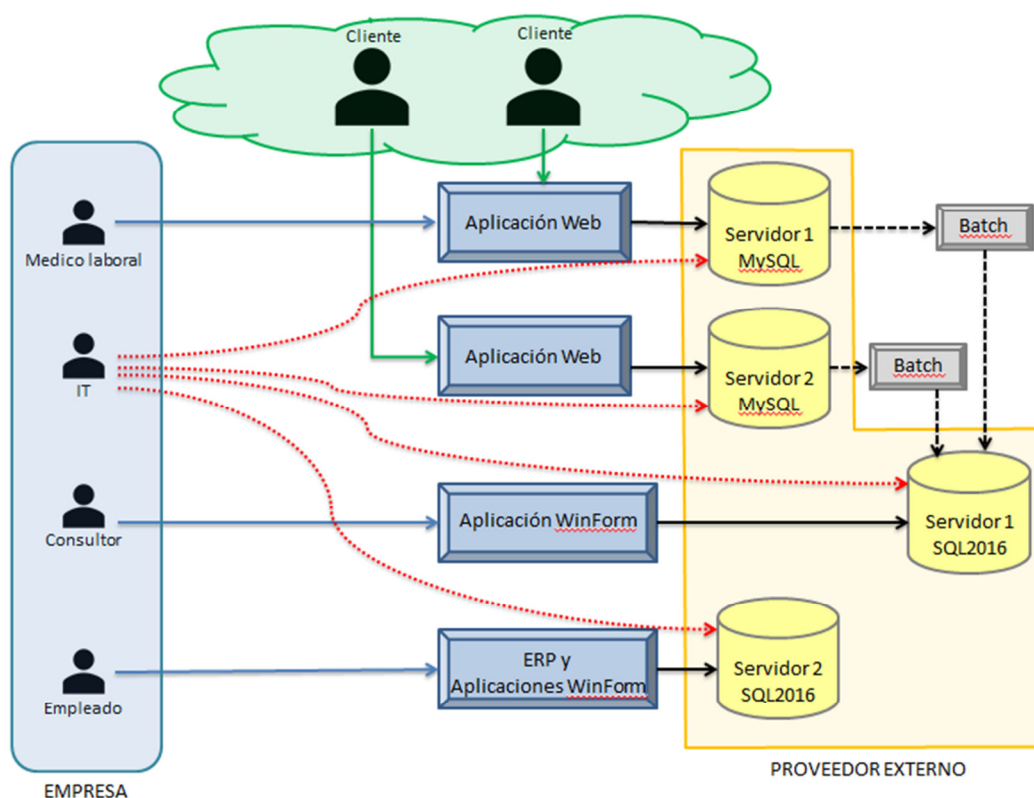 Cliente
Cliente
Medico laboral
Aplicación Web
Servidor 1
MySQL
Batch
IT
Aplicación Web
Servidor 2
MySQL
Batch
Consultor
Aplicación WinForm
Servidor 1
SQL2016
Empleado
ERP y
Aplicaciones WinForm
Servidor 2
SQL2016
EMPRESA
PROVEEDOR EXTERNO